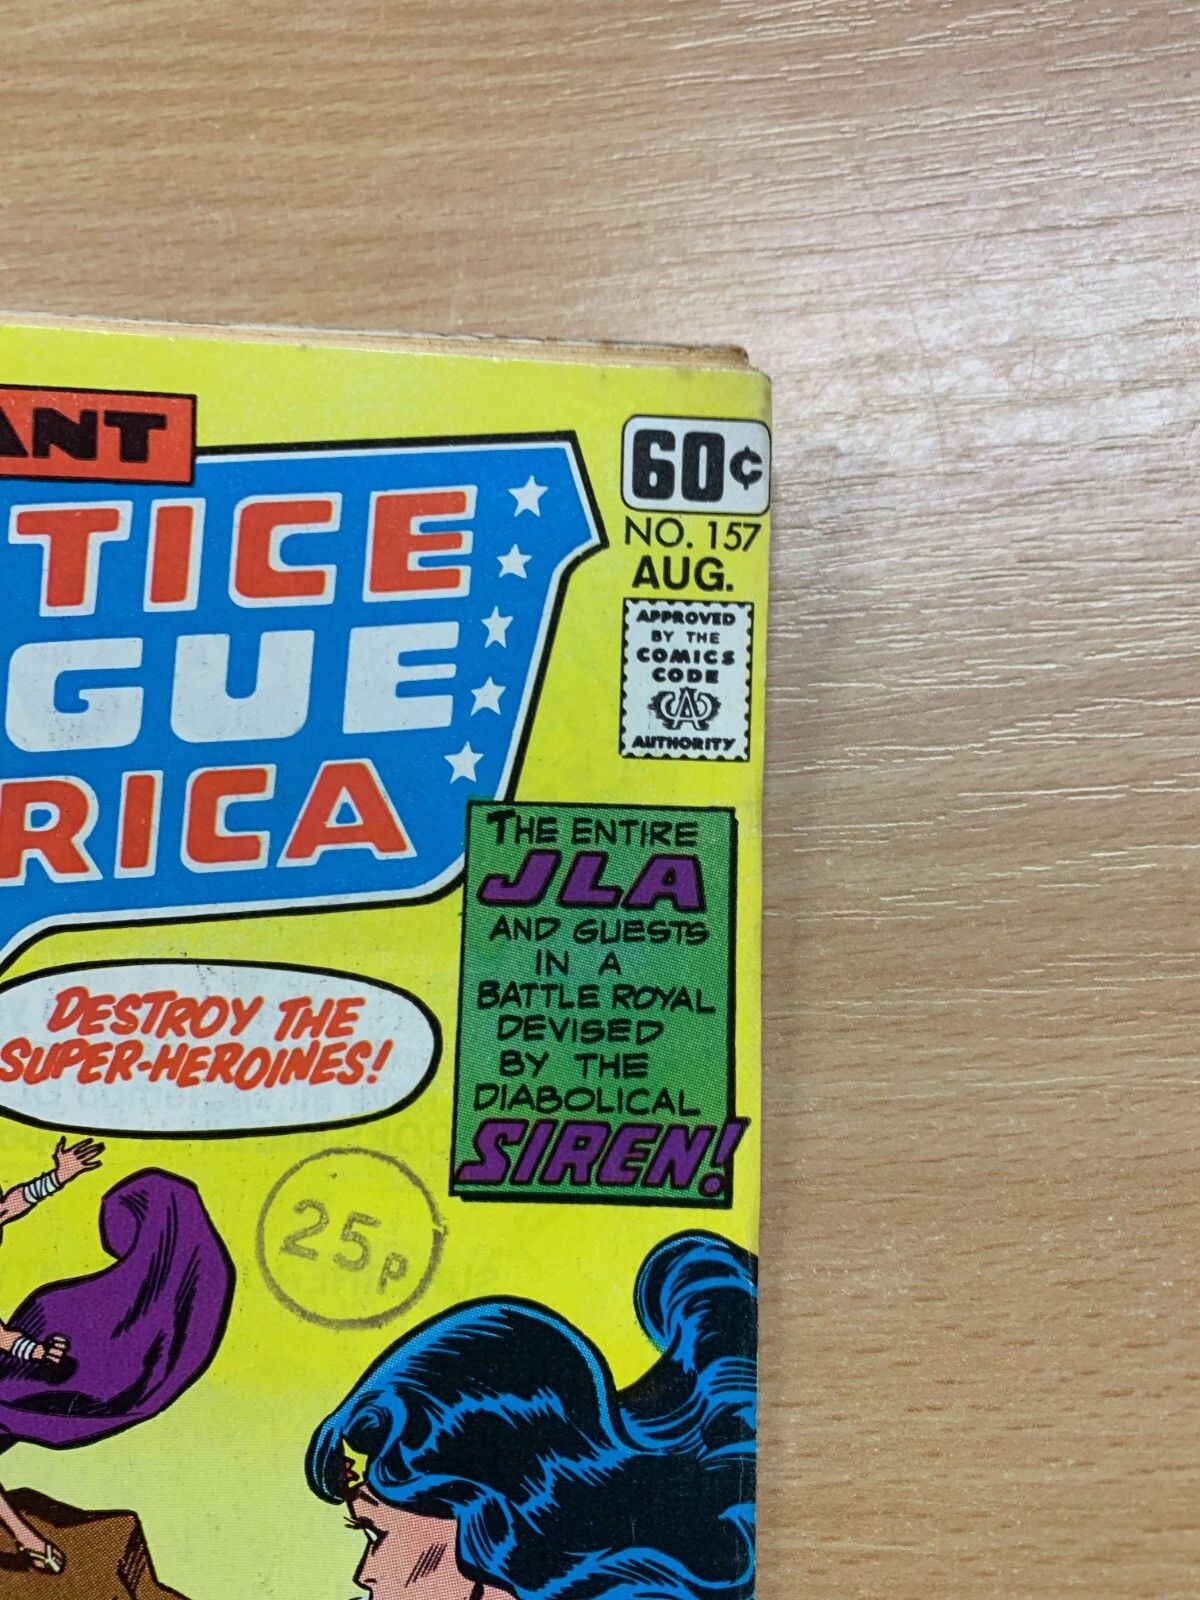 ANT
60¢
NO. 157
AUG.
TICE
GUE
RICA
APPROVED
BY THE
COMICS
CODE
AUTHORITY
THE ENTIRE
JLA
AND GUESTS
IN A
BATTLE ROYAL
DEVISED
BY THE
DIABOLICAL
SIREN!
DESTROY THE
SUPER-HEROINES!
25p